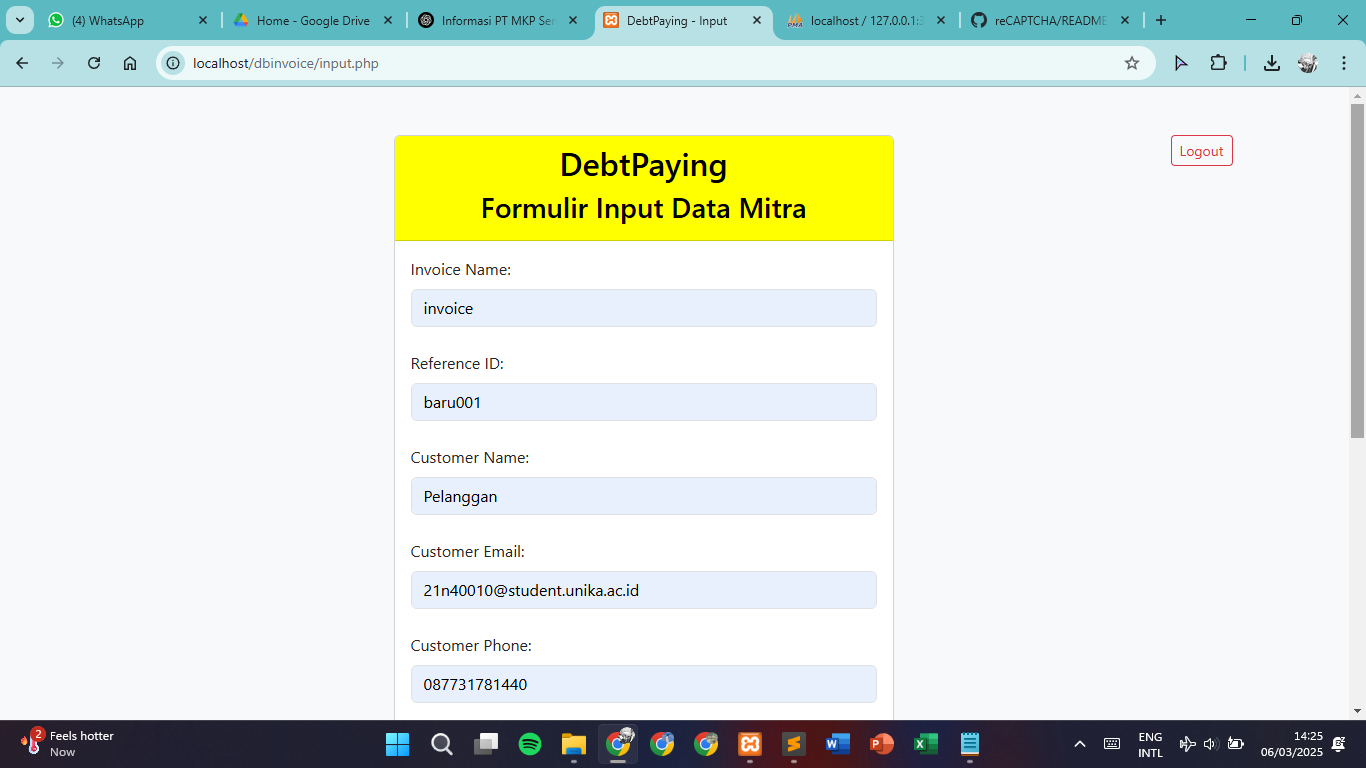 (4) WhatsApp
Home - Google Drive
Informasi PT MKP Ser
DebtPaying - Input
localhost / 127.0.0.1:3
reCAPTCHA/README
localhost/dbinvoice/input.php
DebtPaying
Logout
Formulir Input Data Mitra
Invoice Name:
invoice
Reference ID:
baru001
Customer Name:
Pelanggan
Customer Email:
21n40010@student.unika.ac.id
Customer Phone:
087731781440
2
Feels hotter
Now
ENG
INTL
14:25
06/03/2025